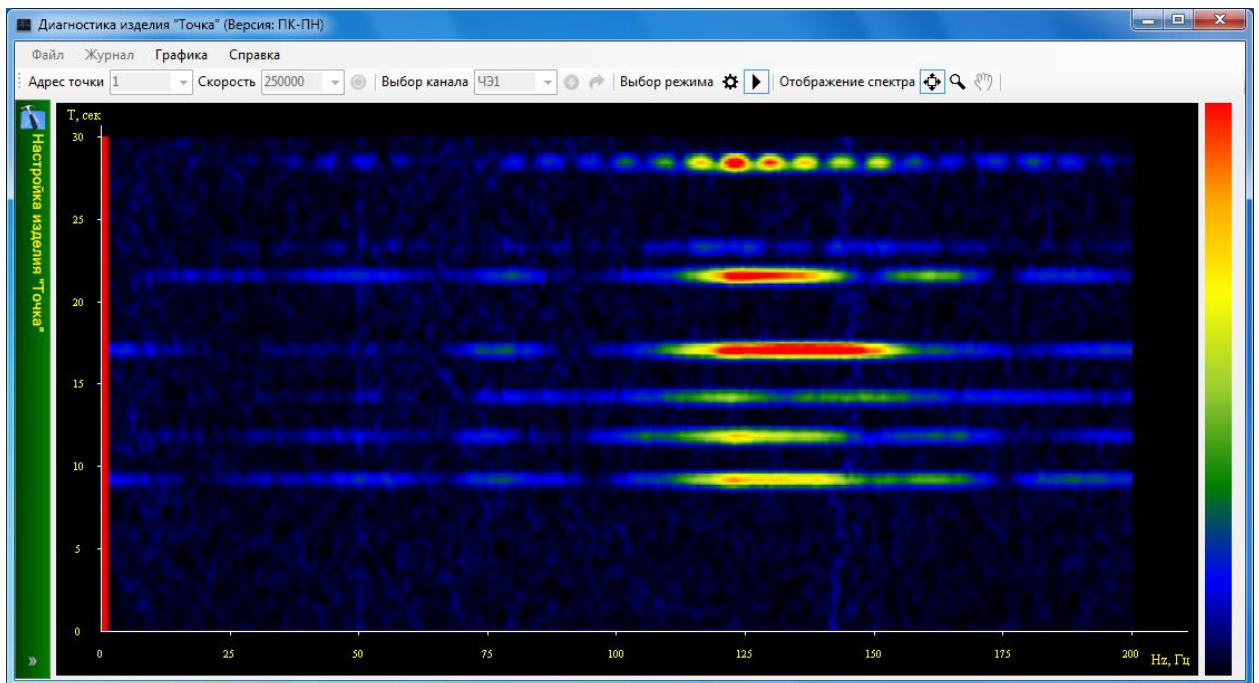 Диагностика изделия "Точка" (Версия: ПК-ПН)
Файл Журнал Графика Справка
Адрес точки 1 Скорость 250000 Выбор канала ЧЭ1 Выбор режима Отображение спектра
Настройка изделия "Точка"
T, сек
30
25
20
15
10
5
0
0 25 50 75 100 125 150 175 200 Hz, Гц